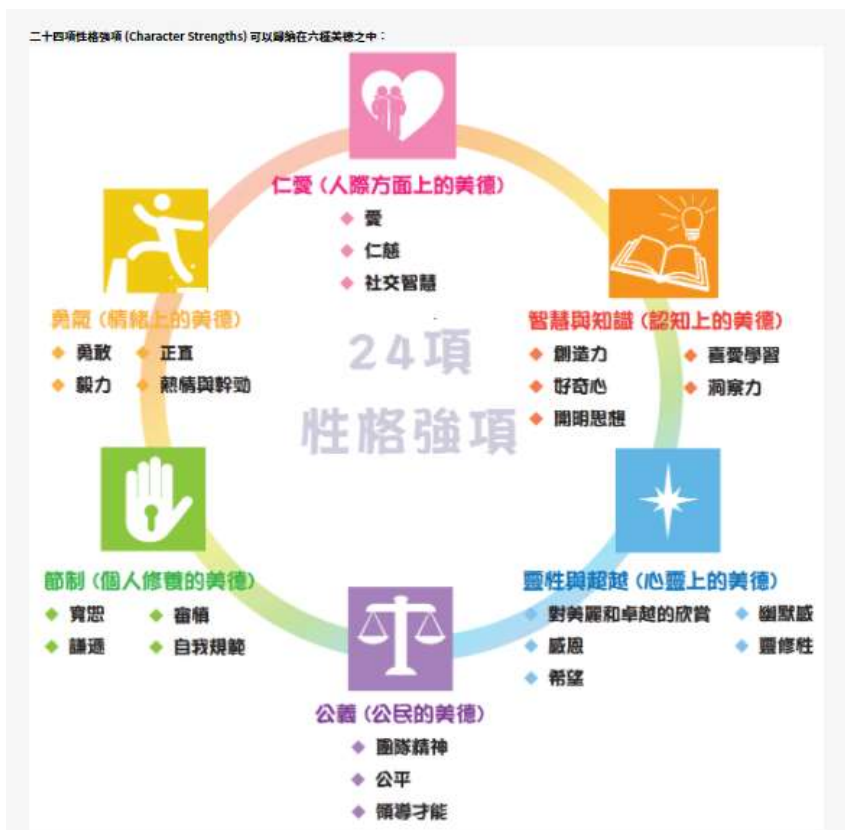 二十四項性格強項 (Character Strengths) 可以歸納在六種美德之中：
仁愛 (人際方面上的美德)
◆ 愛
◆ 仁慈
◆ 社交智慧
勇氣 (情緒上的美德)
◆ 勇敢 ◆ 正直
◆ 毅力 ◆ 熱情與幹勁
智慧與知識 (認知上的美德)
◆ 創造力 ◆ 喜愛學習
◆ 好奇心 ◆ 洞察力
◆ 開明思想
24項
性格強項
節制 (個人修養的美德)
◆ 寬恕 ◆ 審慎
◆ 謙遜 ◆ 自我規範
靈性與超越 (心靈上的美德)
◆ 對美麗和卓越的欣賞 ◆ 幽默感
◆ 感恩 ◆ 靈修性
◆ 希望
公義 (公民的美德)
◆ 團隊精神
◆ 公平
◆ 領導才能